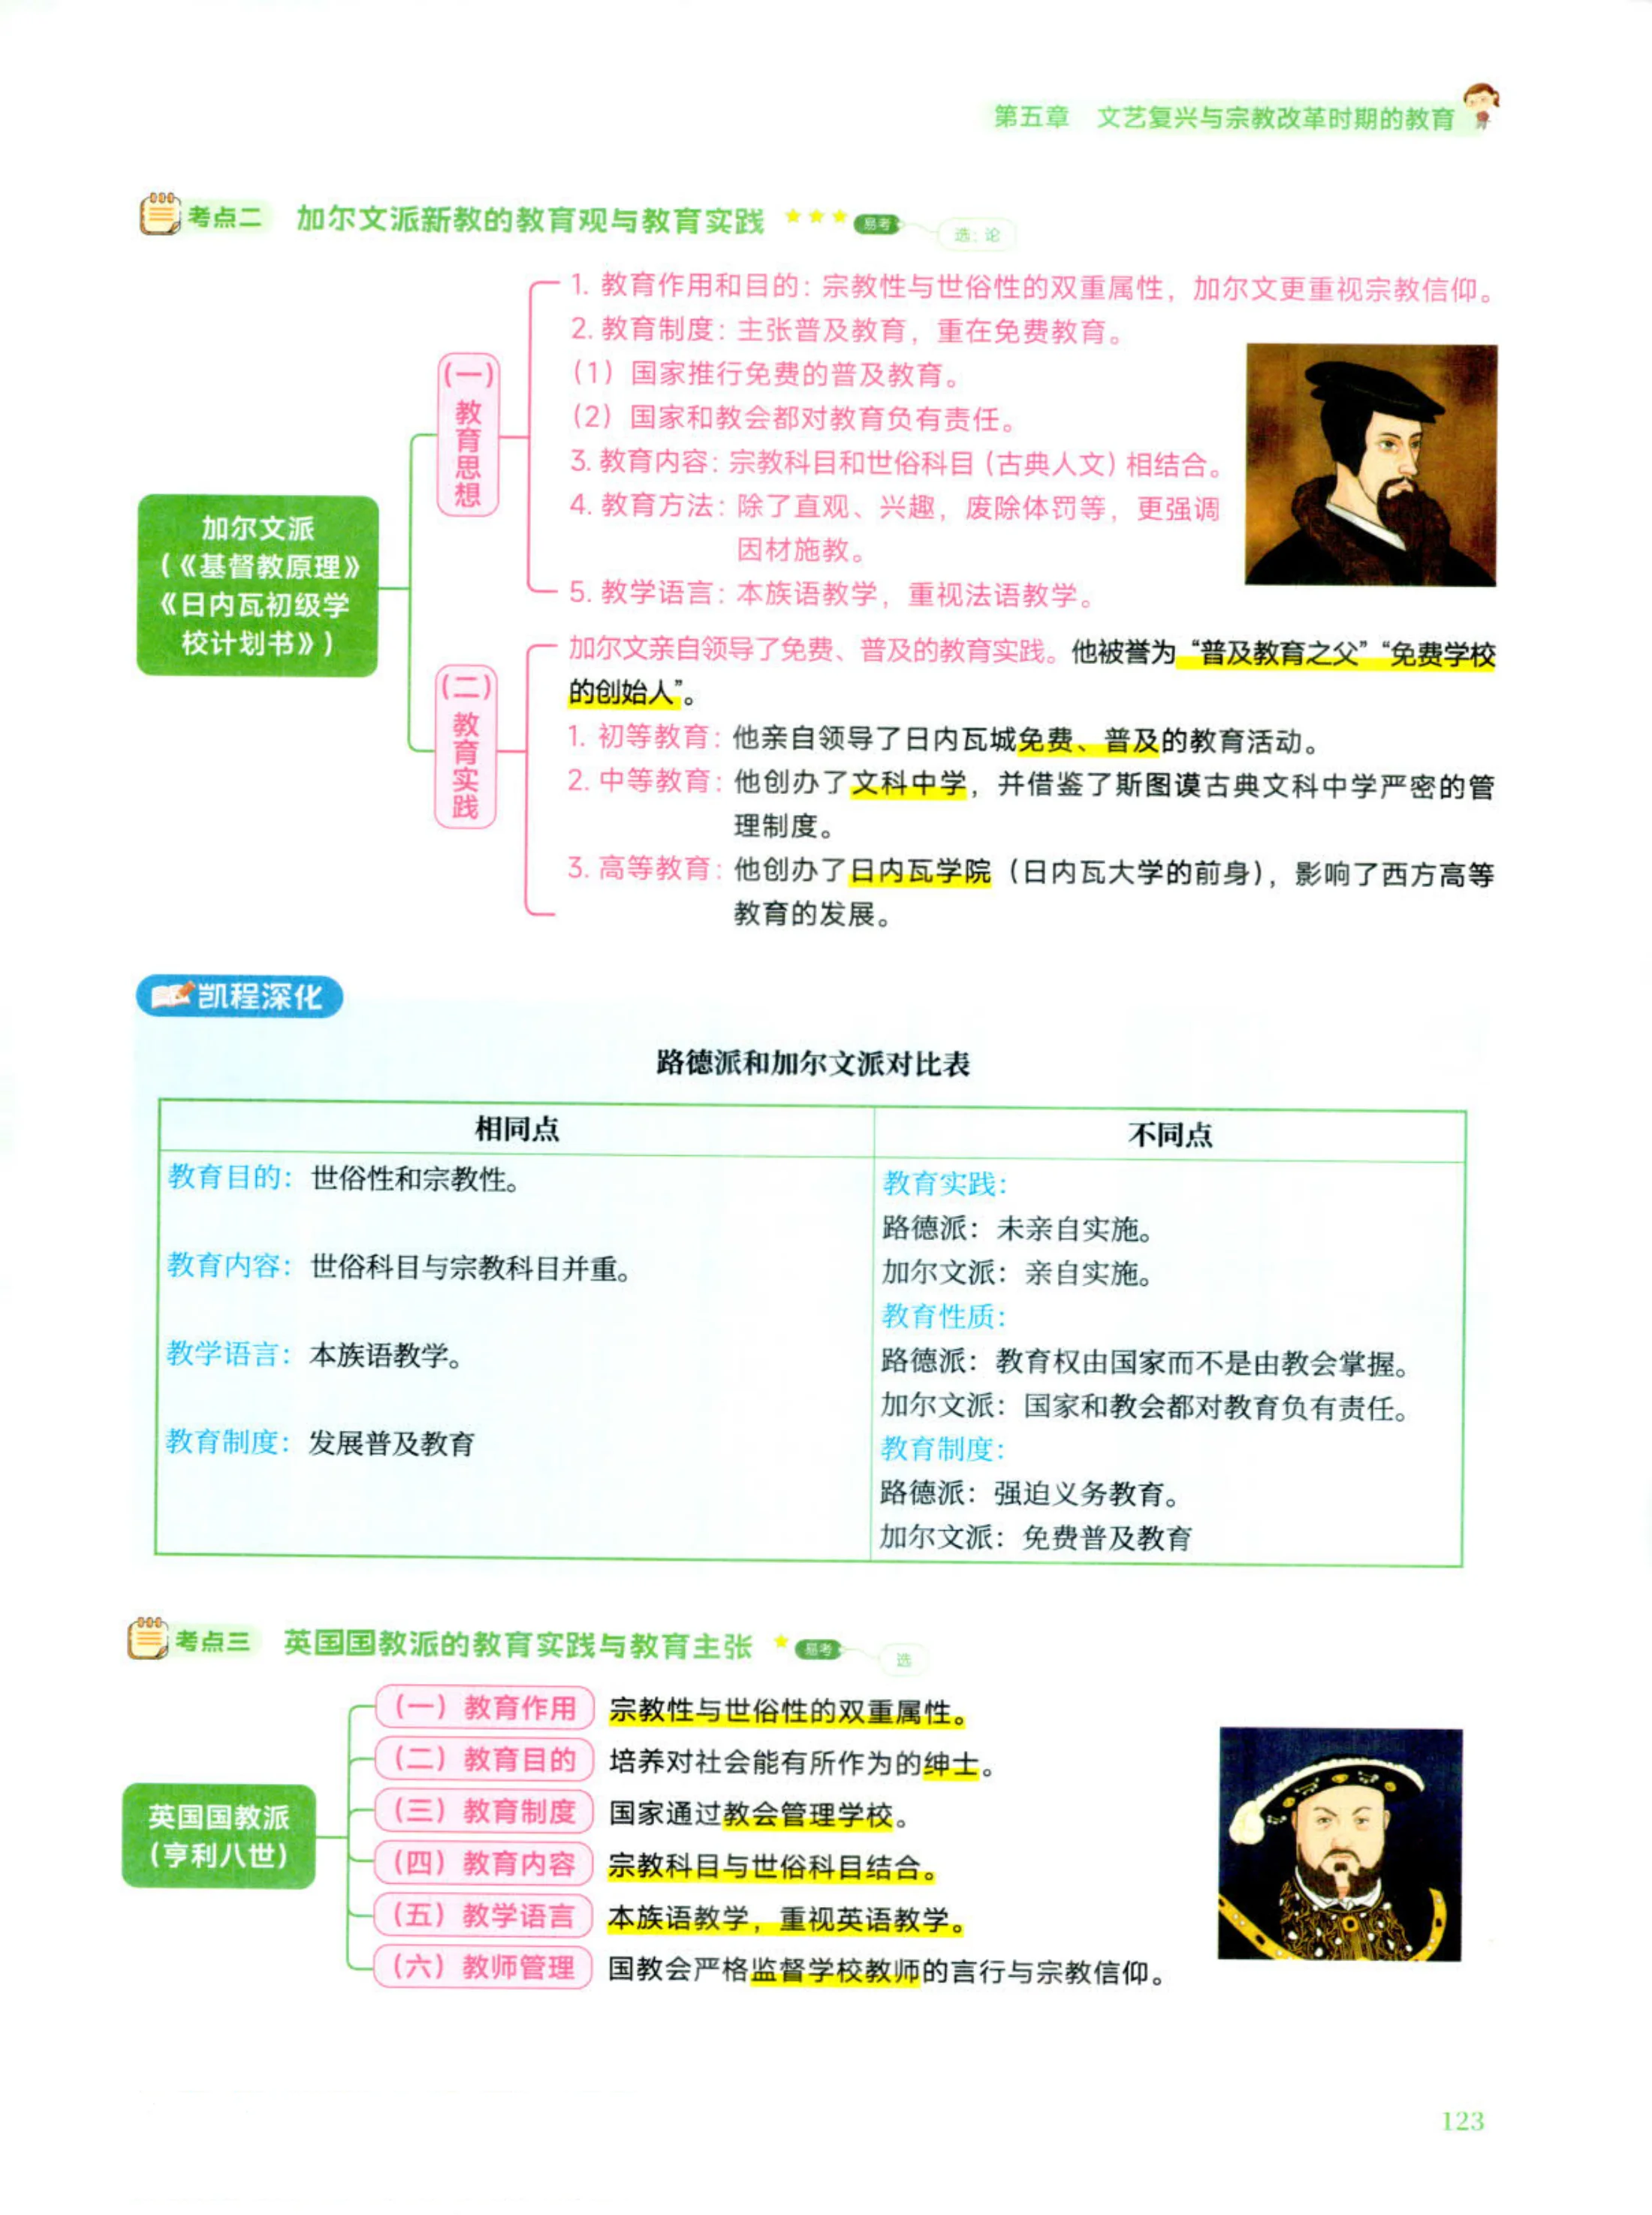 第五章 文艺复兴与宗教改革时期的教育
考点二 加尔文派新教的教育观与教育实践 易考 选：论
加尔文派
（《基督教原理》
《日内瓦初级学
校计划书》）
（一）教育思想
1. 教育作用和目的：宗教性与世俗性的双重属性，加尔文更重视宗教信仰。
2. 教育制度：主张普及教育，重在免费教育。
（1）国家推行免费的普及教育。
（2）国家和教会都对教育负有责任。
3. 教育内容：宗教科目和世俗科目（古典人文）相结合。
4. 教育方法：除了直观、兴趣，废除体罚等，更强调
因材施教。
5. 教学语言：本族语教学，重视法语教学。
（二）教育实践
加尔文亲自领导了免费、普及的教育实践。他被誉为“普及教育之父”“免费学校
的创始人”。
1. 初等教育：他亲自领导了日内瓦城免费、普及的教育活动。
2. 中等教育：他创办了文科中学，并借鉴了斯图谟古典文科中学严密的管
理制度。
3. 高等教育：他创办了日内瓦学院（日内瓦大学的前身），影响了西方高等
教育的发展。
凯程深化
路德派和加尔文派对比表
相同点
教育目的：世俗性和宗教性。
教育内容：世俗科目与宗教科目并重。
教学语言：本族语教学。
教育制度：发展普及教育
不同点
教育实践：
路德派：未亲自实施。
加尔文派：亲自实施。
教育性质：
路德派：教育权由国家而不是由教会掌握。
加尔文派：国家和教会都对教育负有责任。
教育制度：
路德派：强迫义务教育。
加尔文派：免费普及教育
考点三 英国国教派的教育实践与教育主张 易考 选
英国国教派
（亨利八世）
（一）教育作用 宗教性与世俗性的双重属性。
（二）教育目的 培养对社会能有所作为的绅士。
（三）教育制度 国家通过教会管理学校。
（四）教育内容 宗教科目与世俗科目结合。
（五）教学语言 本族语教学，重视英语教学。
（六）教师管理 国教会严格监督学校教师的言行与宗教信仰。
123